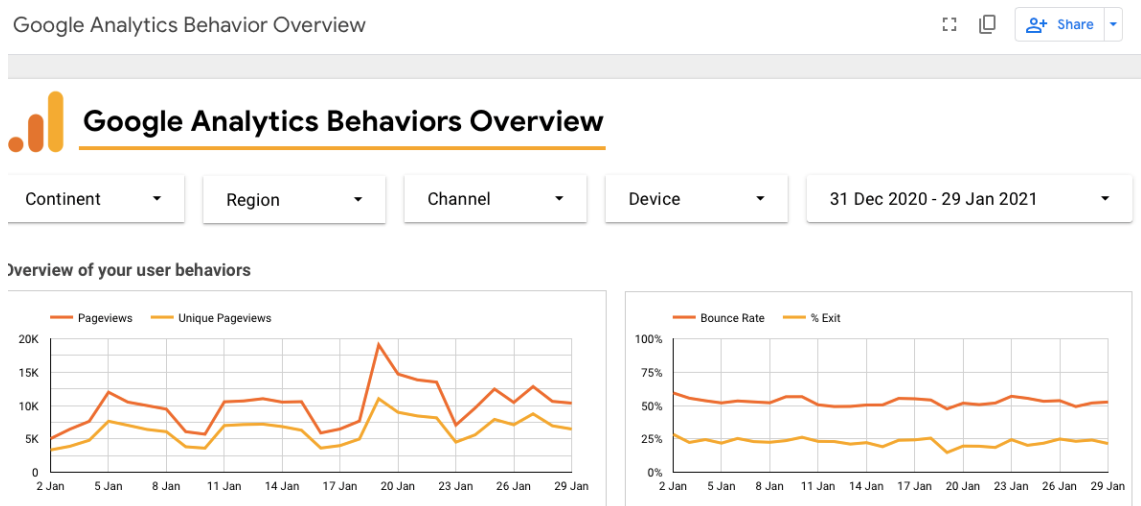 Google Analytics Behavior Overview
Share
Google Analytics Behaviors Overview
Continent
Region
Channel
Device
31 Dec 2020 - 29 Jan 2021
Overview of your user behaviors
Pageviews
Unique Pageviews
20K
15K
10K
5K
0
2 Jan
5 Jan
8 Jan
11 Jan
14 Jan
17 Jan
20 Jan
23 Jan
26 Jan
29 Jan
Bounce Rate
% Exit
100%
75%
50%
25%
0%
2 Jan
5 Jan
8 Jan
11 Jan
14 Jan
17 Jan
20 Jan
23 Jan
26 Jan
29 Jan